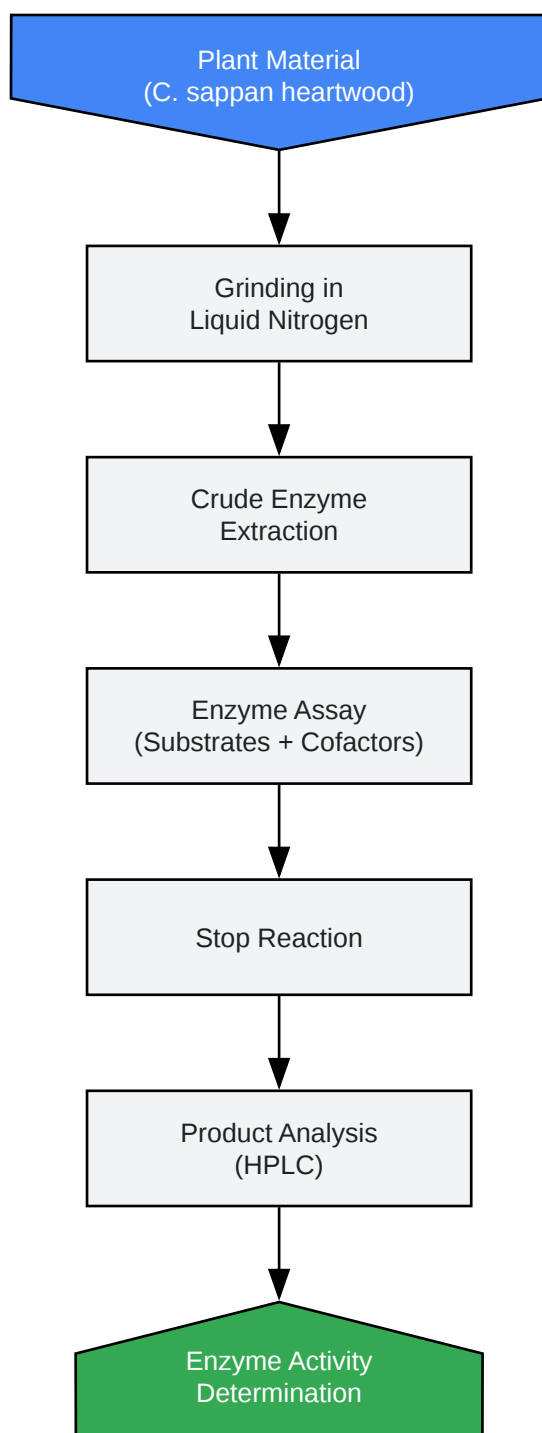 Plant Material
(C. sappan heartwood)
Grinding in
Liquid Nitrogen
Crude Enzyme
Extraction
Enzyme Assay
(Substrates + Cofactors)
Stop Reaction
Product Analysis
(HPLC)
Enzyme Activity
Determination